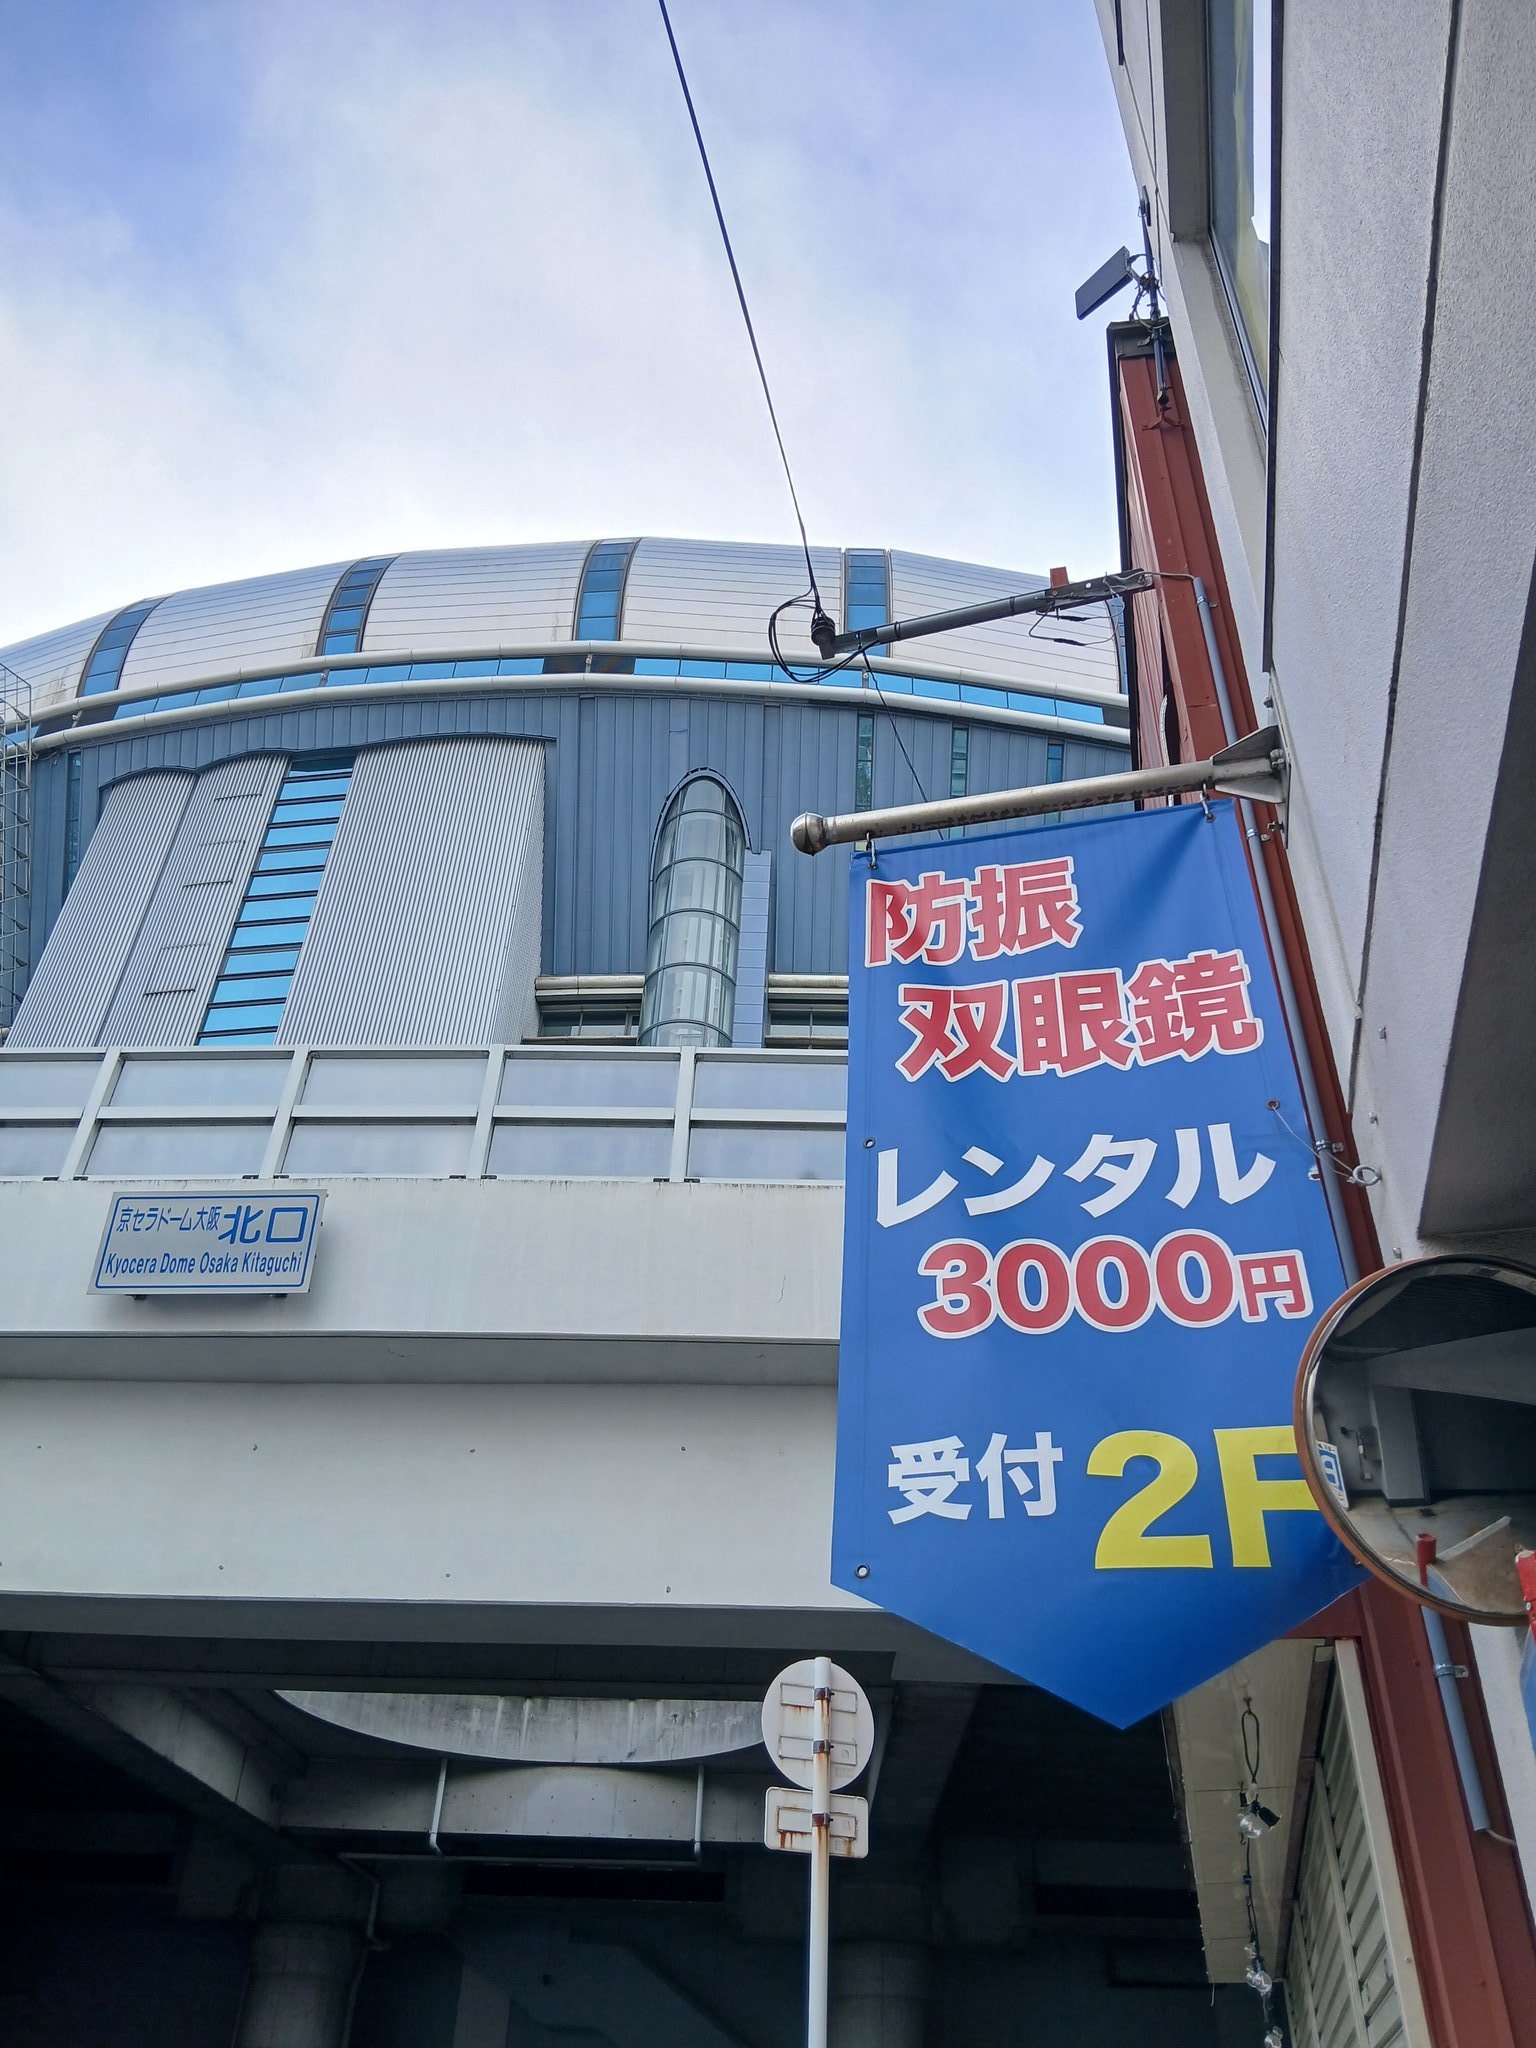 京セラドーム大阪 北口
Kyocera Dome Osaka Kitaguchi
防振
双眼鏡
レンタル
3000円
受付 2F